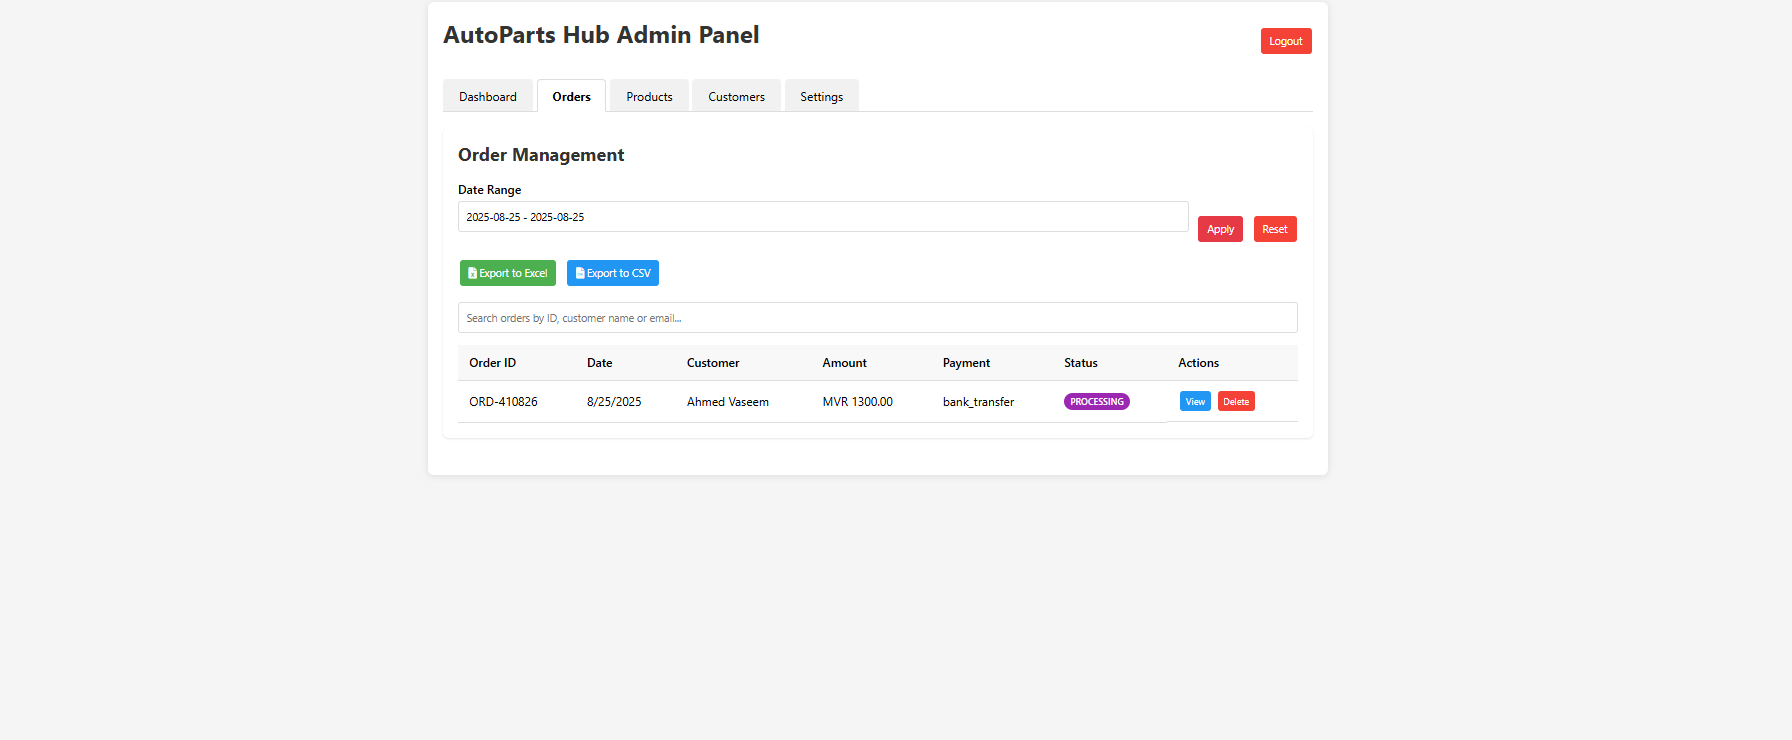 AutoParts Hub Admin Panel
Logout
Dashboard Orders Products Customers Settings
Order Management
Date Range
2025-08-25 - 2025-08-25
Apply Reset
Export to Excel Export to CSV
Search orders by ID, customer name or email...
Order ID Date Customer Amount Payment Status Actions
ORD-410826 8/25/2025 Ahmed Vaseem MVR 1300.00 bank_transfer PROCESSING View Delete